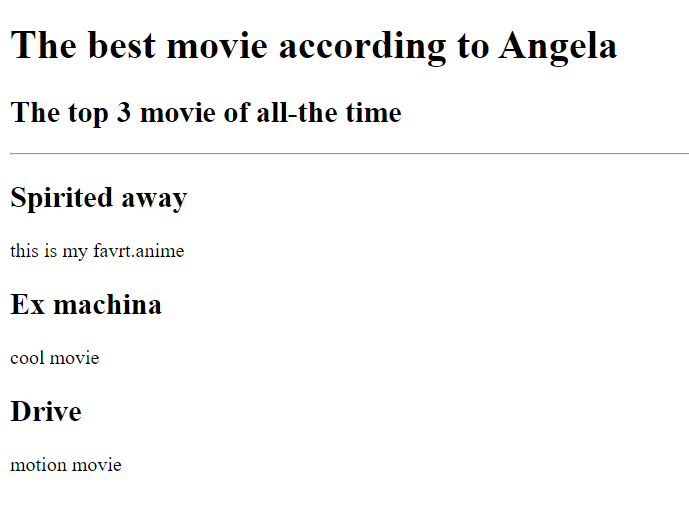 The best movie according to Angela
The top 3 movie of all-the time
Spirited away
this is my favrt.anime
Ex machina
cool movie
Drive
motion movie